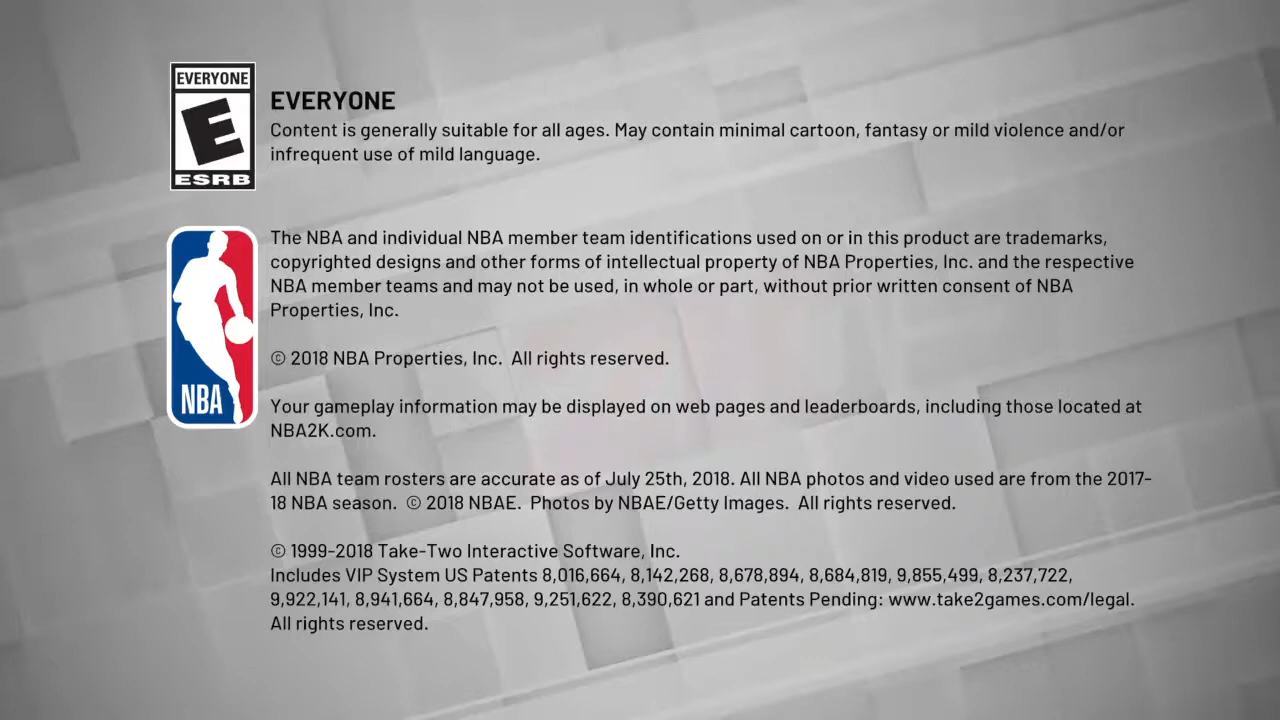 EVERYONE
E
ESRB
EVERYONE
Content is generally suitable for all ages. May contain minimal cartoon, fantasy or mild violence and/or
infrequent use of mild language.
NBA
The NBA and individual NBA member team identifications used on or in this product are trademarks,
copyrighted designs and other forms of intellectual property of NBA Properties, Inc. and the respective
NBA member teams and may not be used, in whole or part, without prior written consent of NBA
Properties, Inc.
© 2018 NBA Properties, Inc.  All rights reserved.
Your gameplay information may be displayed on web pages and leaderboards, including those located at
NBA2K.com.
All NBA team rosters are accurate as of July 25th, 2018. All NBA photos and video used are from the 2017-
18 NBA season.  © 2018 NBAE.  Photos by NBAE/Getty Images.  All rights reserved.
© 1999-2018 Take-Two Interactive Software, Inc.
Includes VIP System US Patents 8,016,664, 8,142,268, 8,678,894, 8,684,819, 9,855,499, 8,237,722,
9,922,141, 8,941,664, 8,847,958, 9,251,622, 8,390,621 and Patents Pending: www.take2games.com/legal.
All rights reserved.